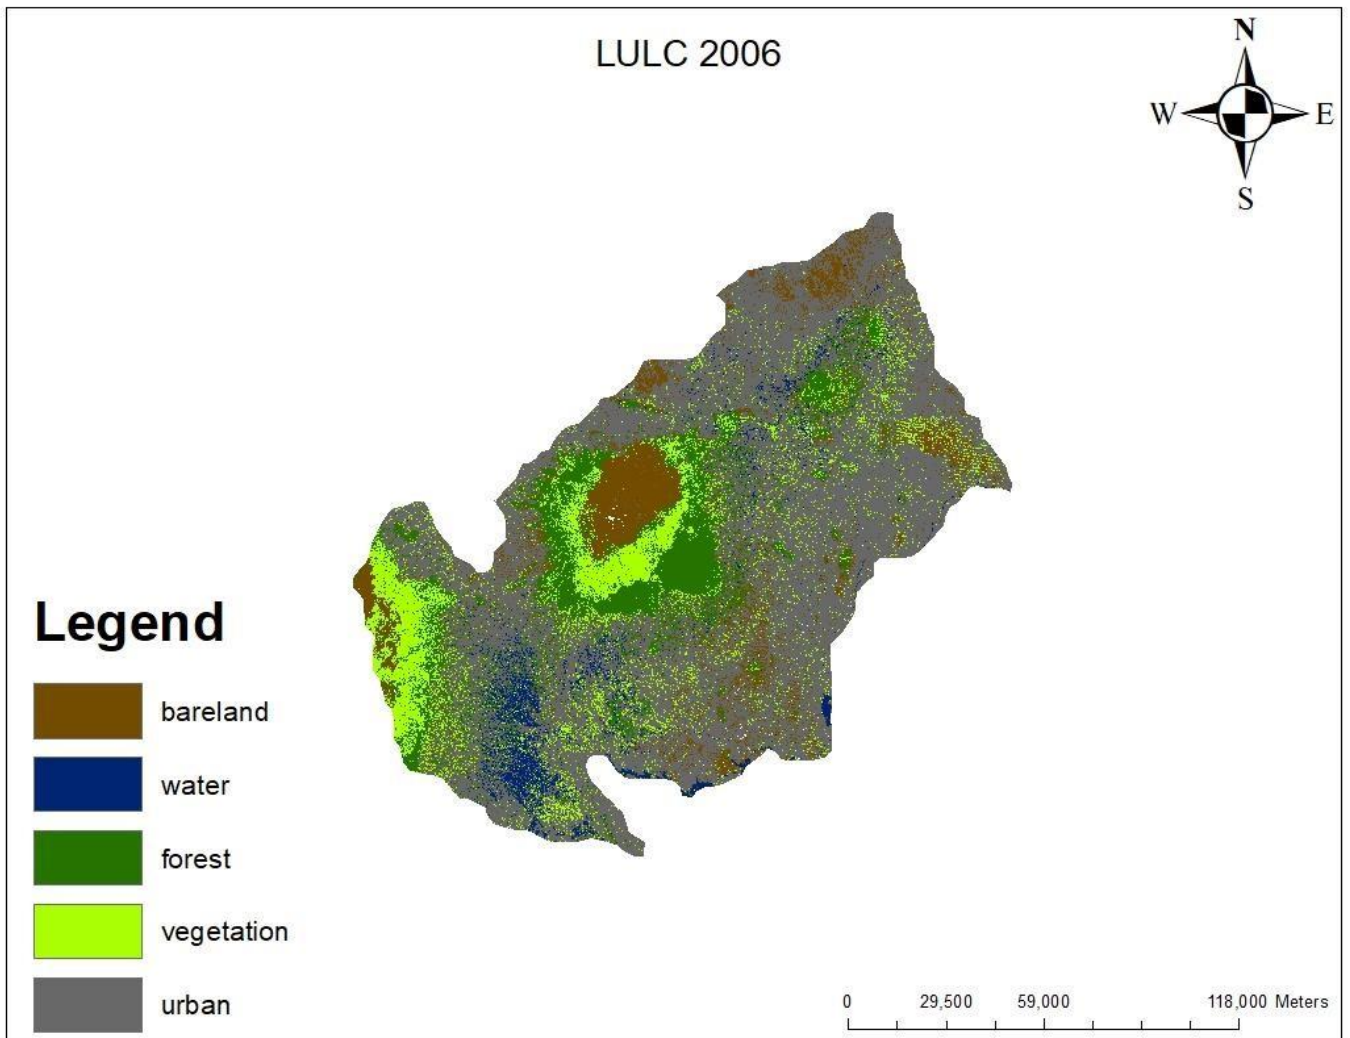 LULC 2006
N
W E
S
Legend
bareland
water
forest
vegetation
urban
0 29,500 59,000 118,000 Meters